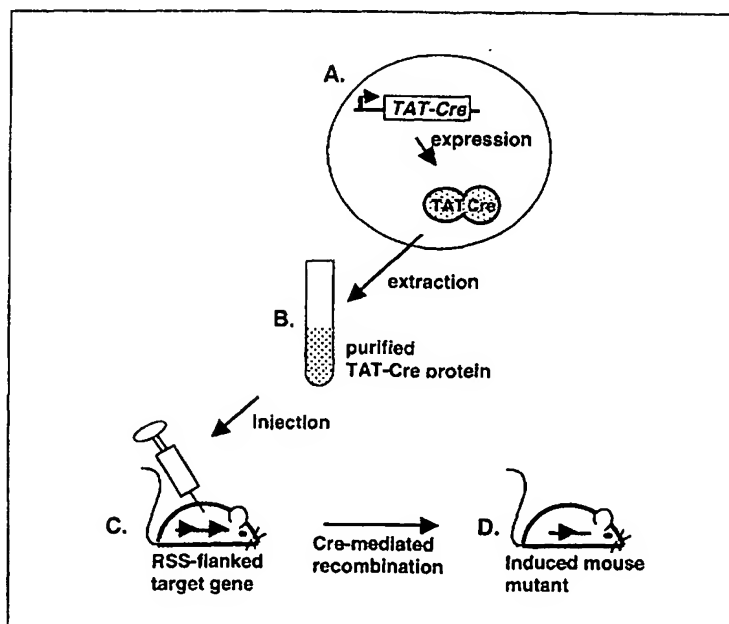 A.
TAT-Cre
expression
TAT Cre
extraction
B.
purified
TAT-Cre protein
Injection
C.
RSS-flanked
target gene
Cre-mediated
recombination
D.
Induced mouse
mutant